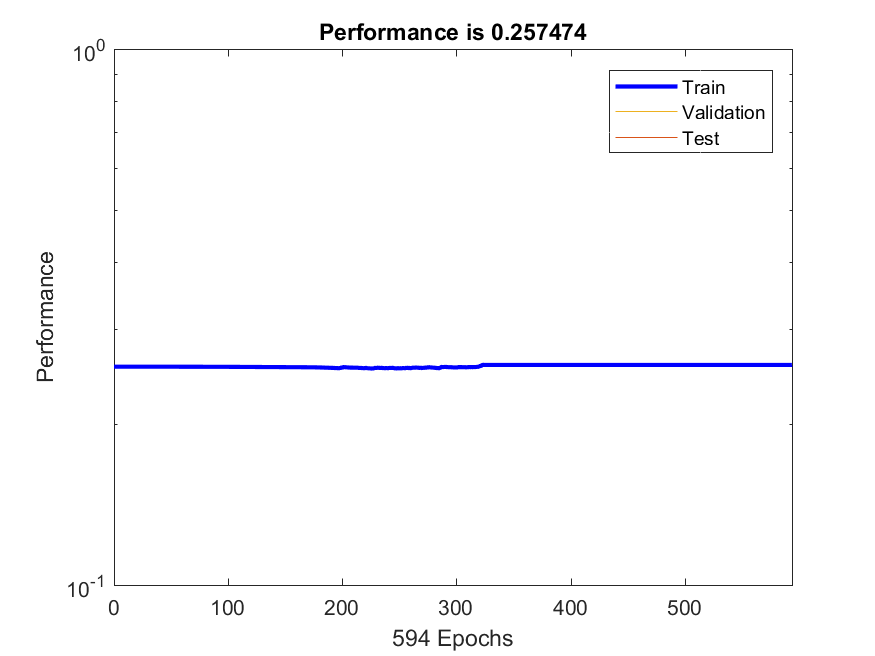 Performance is 0.257474
10^0
Train
Validation
Test
Performance
10^-1
0 100 200 300 400 500
594 Epochs